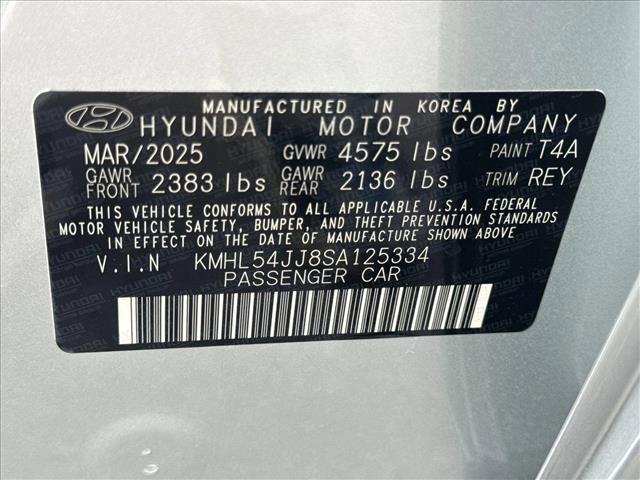 MANUFACTURED IN KOREA BY
HYUNDAI MOTOR COMPANY
MAR/2025 GVWR 4575 lbs PAINT T4A
GAWR FRONT 2383 lbs GAWR REAR 2136 lbs TRIM REY
THIS VEHICLE CONFORMS TO ALL APPLICABLE U.S.A. FEDERAL
MOTOR VEHICLE SAFETY, BUMPER, AND THEFT PREVENTION STANDARDS
IN EFFECT ON THE DATE OF MANUFACTURE SHOWN ABOVE
V.I.N KMHL54JJ8SA125334
PASSENGER CAR